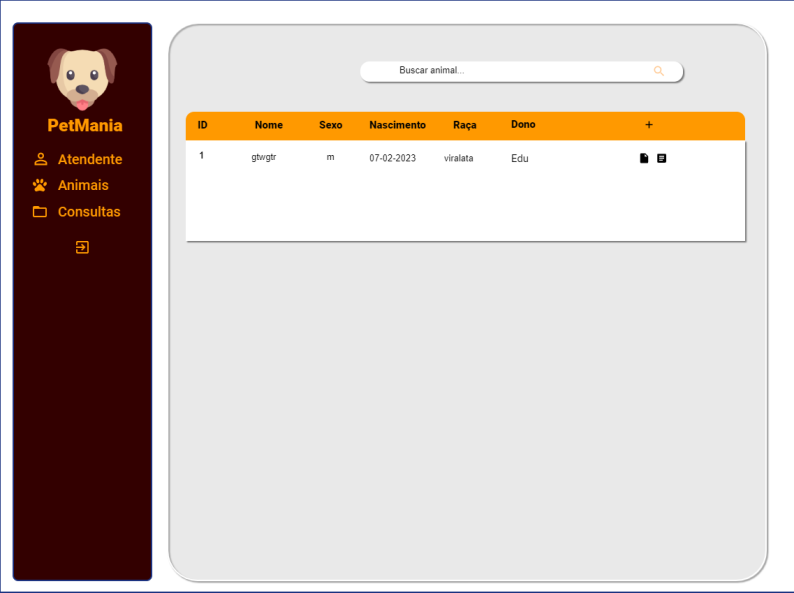 PetMania
Atendente
Animais
Consultas
Buscar animal...
ID Nome Sexo Nascimento Raça Dono +
1 gtwgtr m 07-02-2023 viralata Edu